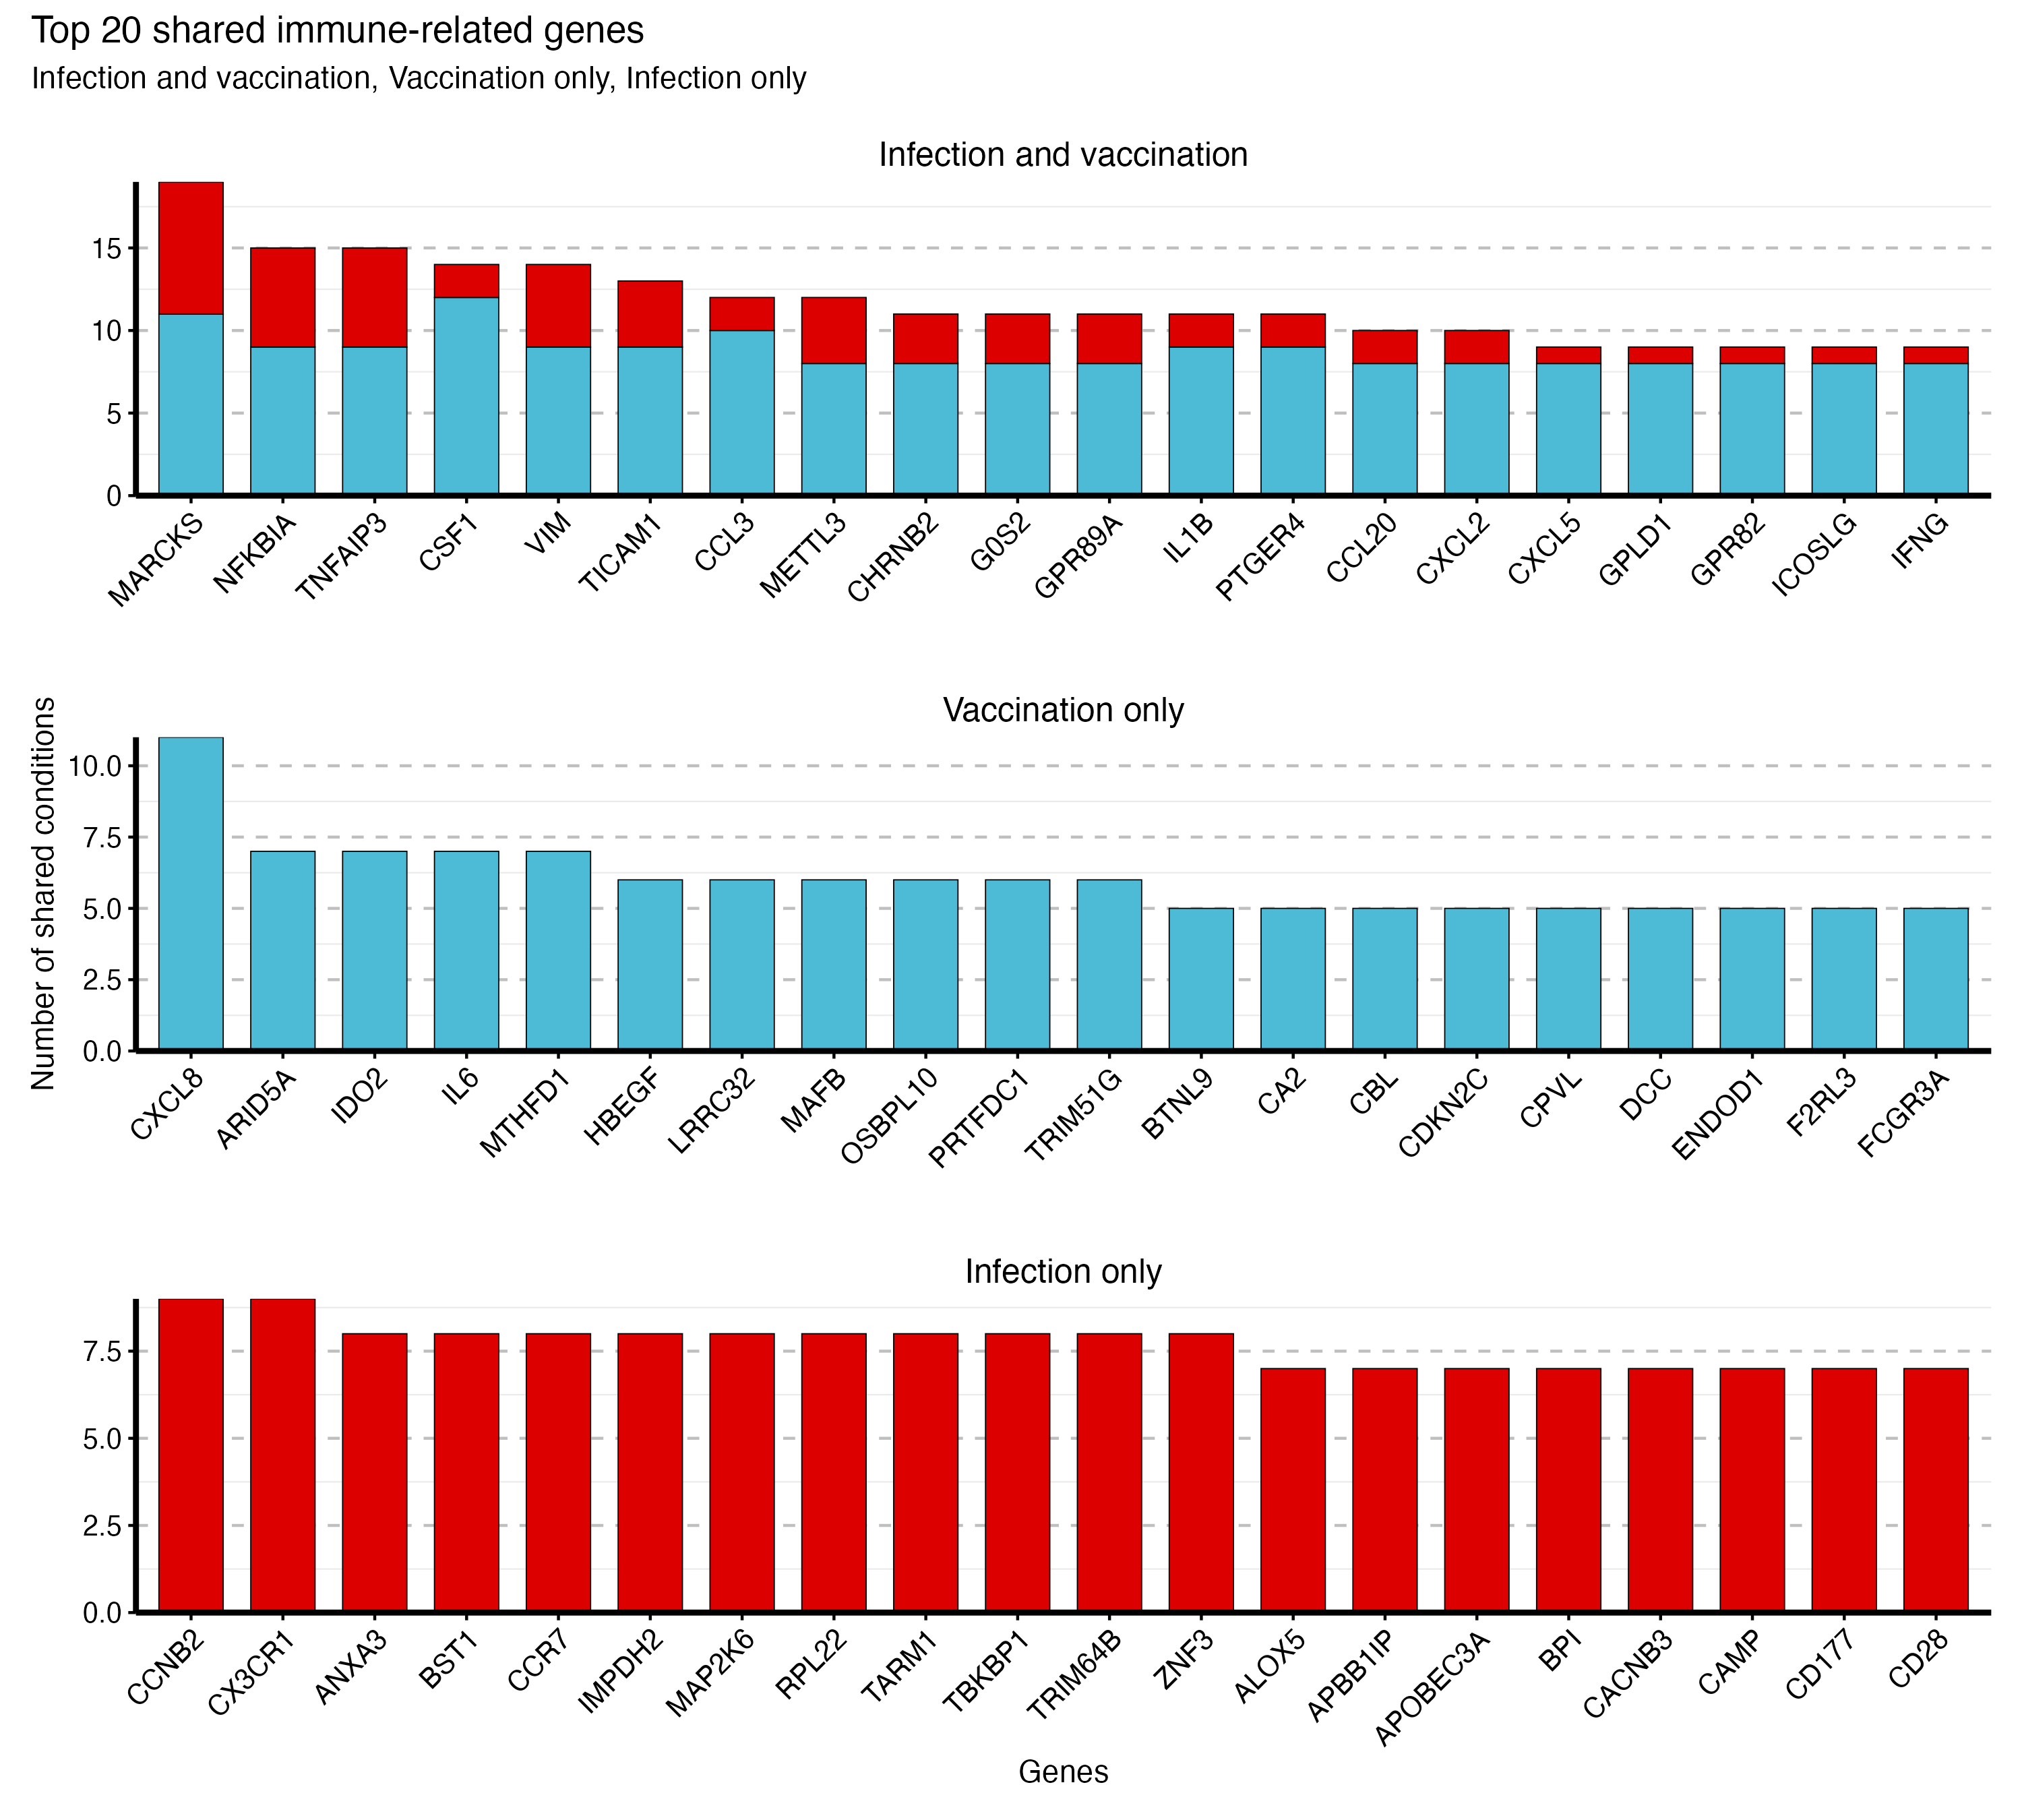 Top 20 shared immune-related genes
Infection and vaccination, Vaccination only, Infection only
Number of shared conditions
Infection and vaccination
15
10
5
0
MARCKS NFKBIA TNFAIP3 CSF1 VIM TICAM1 CCL3 METTL3 CHRNB2 G0S2 GPR89A IL1B PTGER4 CCL20 CXCL2 CXCL5 GPLD1 GPR82 ICOSLG IFNG
Vaccination only
10.0
7.5
5.0
2.5
0.0
CXCL8 ARID5A IDO2 IL6 MTHFD1 HBEGF LRRC32 MAFB OSBPL10 PRTFDC1 TRIM51G BTNL9 CA2 CBL CDKN2C CPVL DCC ENDOD1 F2RL3 FCGR3A
Infection only
7.5
5.0
2.5
0.0
CCNB2 CX3CR1 ANXA3 BST1 CCR7 IMPDH2 MAP2K6 RPL22 TARM1 TBKBP1 TRIM64B ZNF3 ALOX5 APBB1IP APOBEC3A BPI CACNB3 CAMP CD177 CD28
Genes